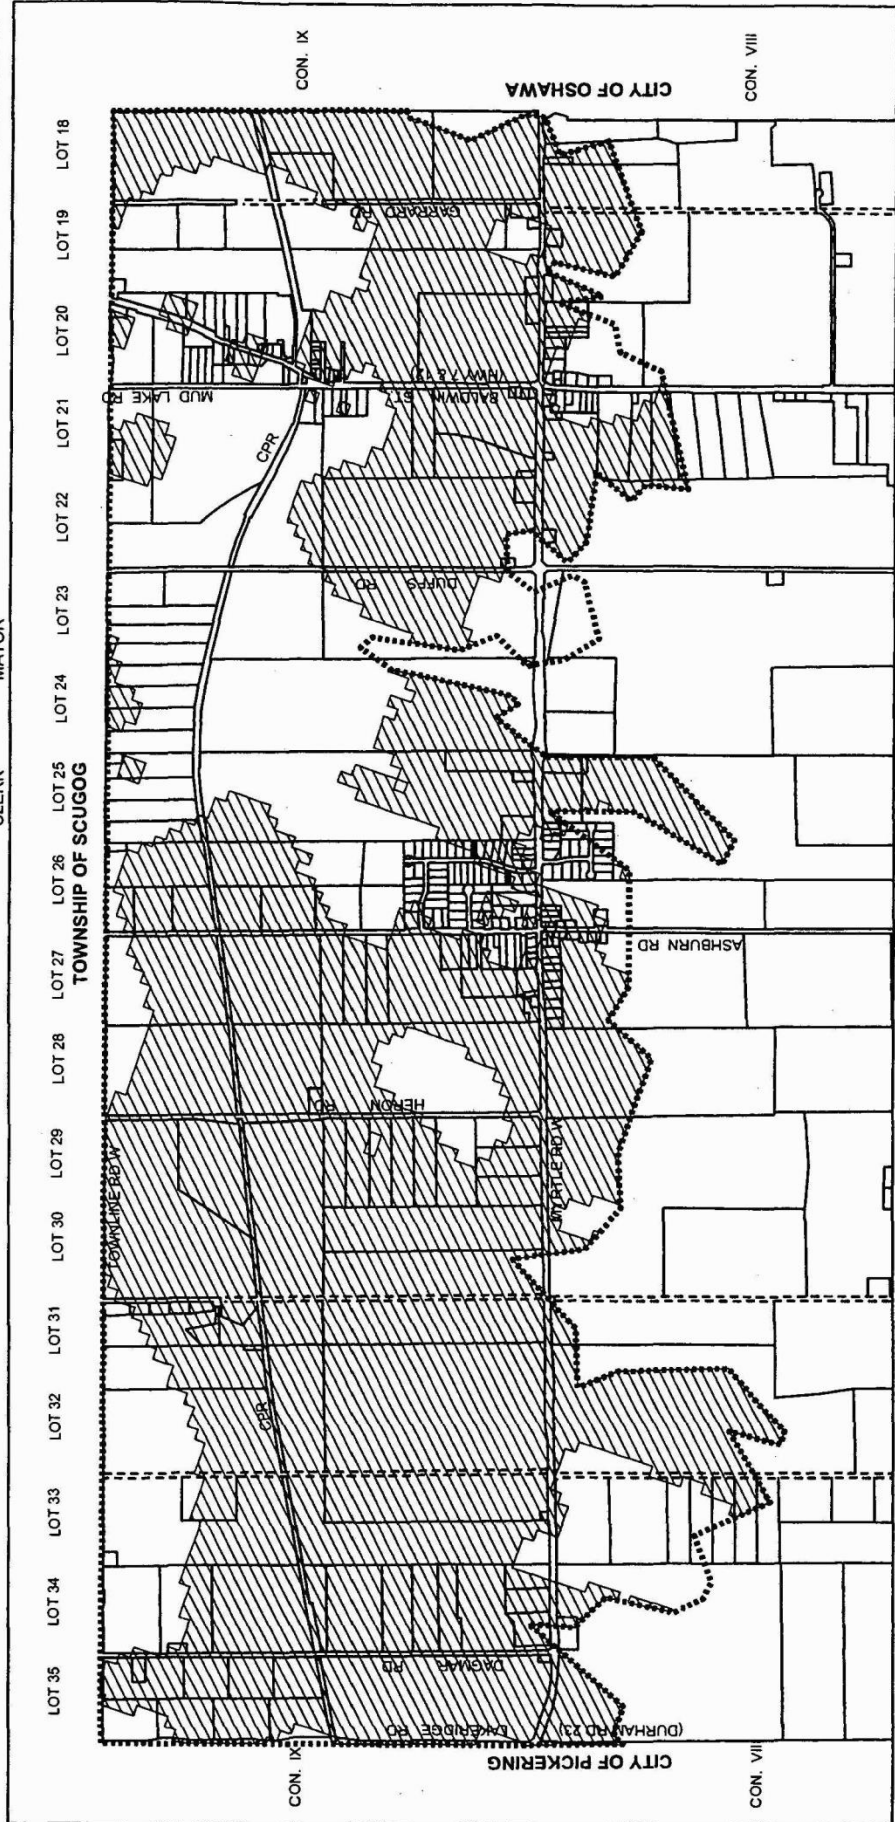 CLERK MAYOR
TOWNSHIP OF SCUGOG
LOT 35
LOT 34
LOT 33
LOT 32
LOT 31
LOT 30
LOT 29
LOT 28
LOT 27
LOT 26
LOT 25
LOT 24
LOT 23
LOT 22
LOT 21
LOT 20
LOT 19
LOT 18
TOWNLINE RD W
MUD LAKE RD
CON. IX
CON. IX
CPR
CPR
GARRARD RD
BALDWIN ST
(HWY 7 & 12)
DUFFS RD
HERON RD
DAGMAR RD
LAKERIDGE RD
(DURHAM RD 23)
MYRTLE RD W
ASHBURN RD
CITY OF PICKERING
CITY OF OSHAWA
CON. VIII
CON. VIII